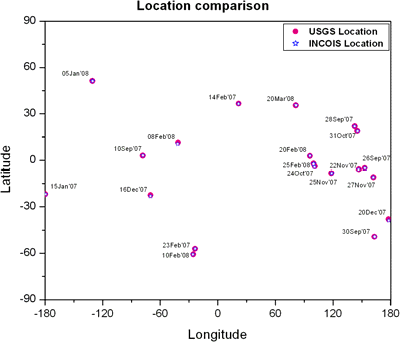 Location comparison
USGS Location
INCOIS Location
90
60
30
0
-30
-60
-90
Latitude
05Jan'08
14Feb'07
20Mar'08
28Sep'07
31Oct'07
08Feb'08
10Sep'07
20Feb'08
25Feb'08
24Oct'07
25Nov'07
22Nov'07
26Sep'07
27Nov'07
15Jan'07
16Dec'07
20Dec'07
30Sep'07
23Feb'07
10Feb'08
-180
-120
-60
0
60
120
180
Longitude